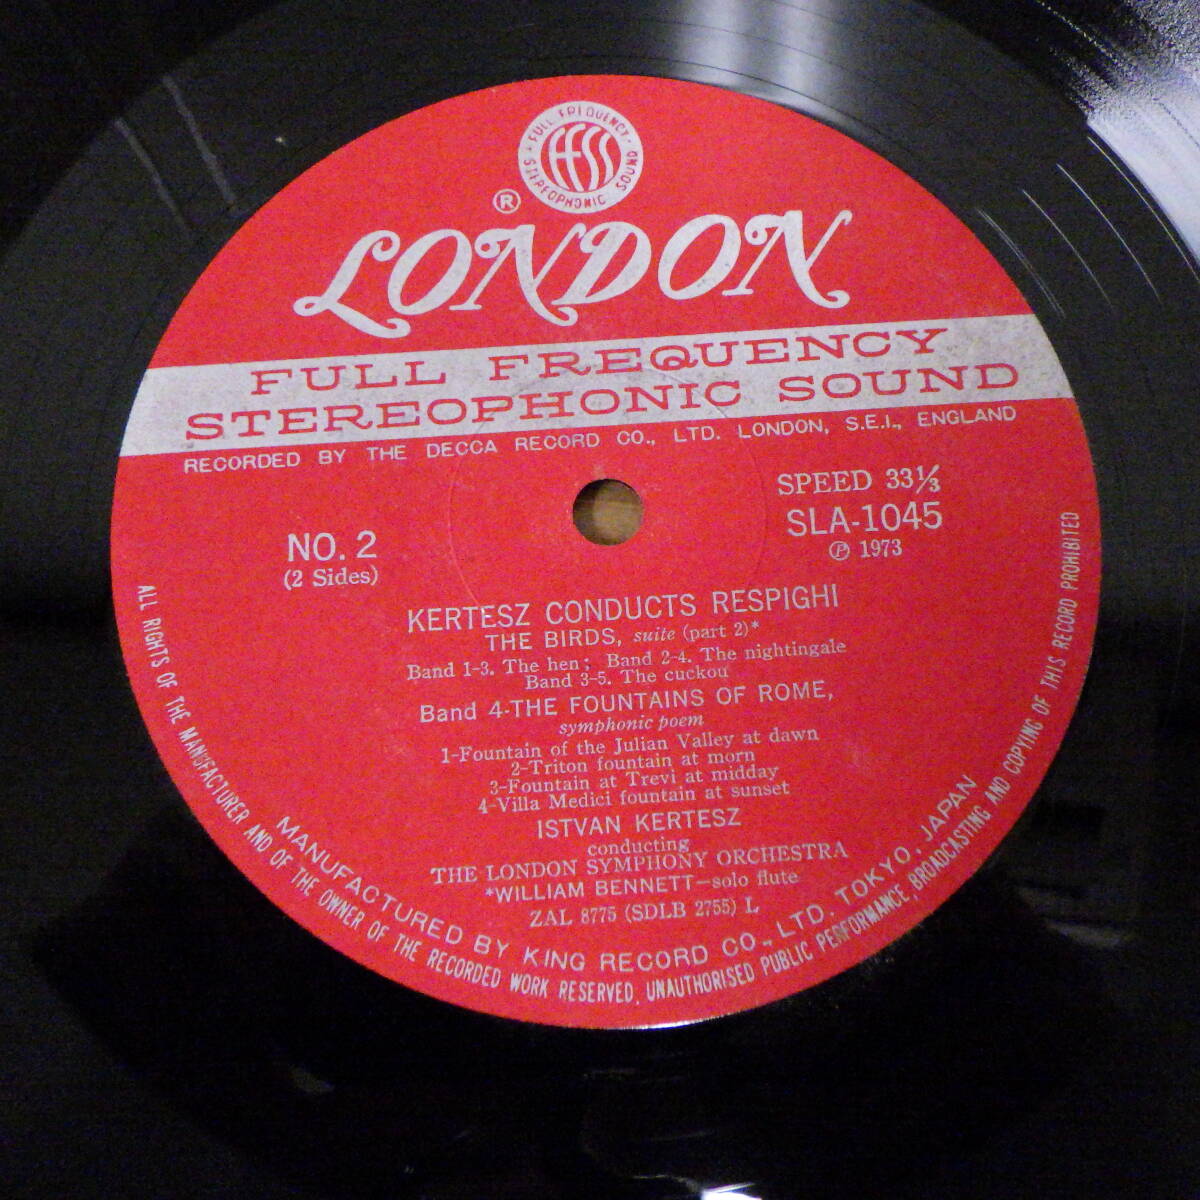 FULL FREQUENCY
FFSS
STEREOPHONIC SOUND
®
LONDON
FULL FREQUENCY
STEREOPHONIC SOUND
RECORDED BY THE DECCA RECORD CO., LTD. LONDON, S.E.I., ENGLAND
SPEED 33⅓
SLA-1045
Ⓟ 1973
NO. 2
(2 Sides)
KERTESZ CONDUCTS RESPIGHI
THE BIRDS, suite (part 2)*
Band 1-3. The hen; Band 2-4. The nightingale
Band 3-5. The cuckou
Band 4-THE FOUNTAINS OF ROME,
symphonic poem
1-Fountain of the Julian Valley at dawn
2-Triton fountain at morn
3-Fountain at Trevi at midday
4-Villa Medici fountain at sunset
ISTVAN KERTESZ
conducting
THE LONDON SYMPHONY ORCHESTRA
*WILLIAM BENNETT—solo flute
ZAL 8775 (SDLB 2755) L
MANUFACTURED BY KING RECORD CO., LTD. TOKYO, JAPAN
ALL RIGHTS OF THE MANUFACTURER AND OF THE OWNER OF THE RECORDED WORK RESERVED, UNAUTHORISED PUBLIC PERFORMANCE, BROADCASTING AND COPYING OF THIS RECORD PROHIBITED